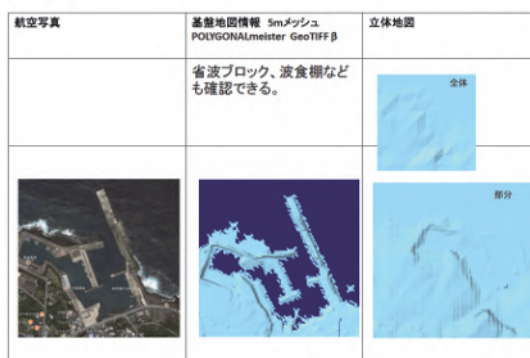 航空写真
基盤地図情報 5mメッシュ
POLYGONALmeister GeoTIFF β
立体地図
省波ブロック、波食棚など
も確認できる。
全体
部分